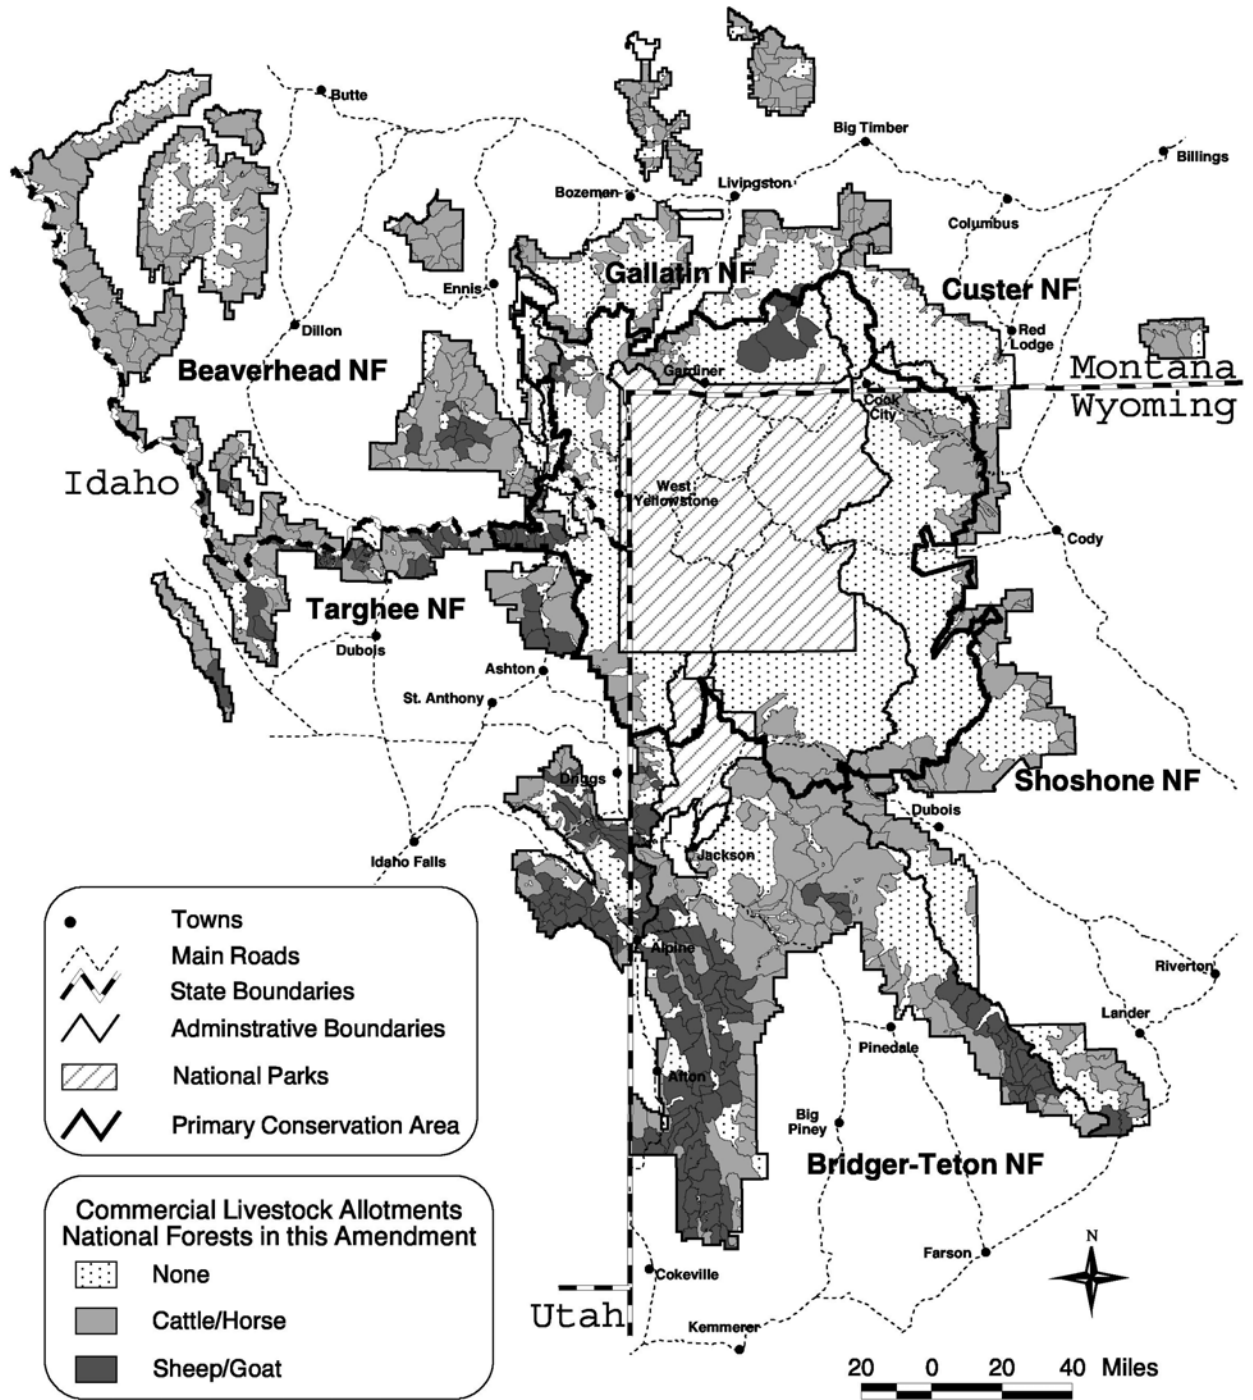 Butte
Big Timber
Billings
Bozeman
Livingston
Columbus
Gallatin NF
Ennis
Custer NF
Dillon
Red
Lodge
Beaverhead NF
Gardiner
Montana
Cook
City
Wyoming
Idaho
West
Yellowstone
Cody
Targhee NF
Dubois
Ashton
St. Anthony
Driggs
Shoshone NF
Dubois
Idaho Falls
Jackson
Towns
Main Roads
State Boundaries
Adminstrative Boundaries
National Parks
Primary Conservation Area
Alpine
Riverton
Lander
Pinedale
Afton
Big
Piney
Bridger-Teton NF
Commercial Livestock Allotments
National Forests in this Amendment
None
Cattle/Horse
Sheep/Goat
N
Farson
Cokeville
Utah
Kemmerer
20 0 20 40 Miles